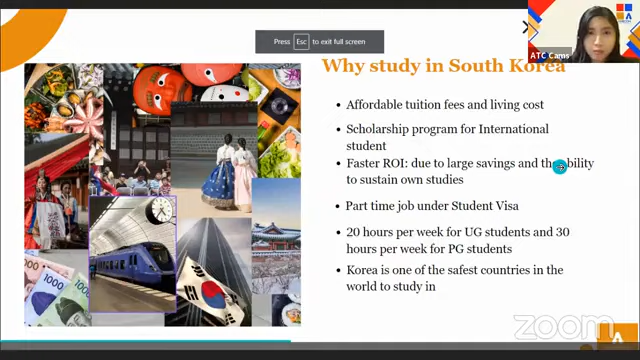 Press Esc to exit full screen
ATC Cams
Why study in South Korea
Affordable tuition fees and living cost
Scholarship program for International
student
Faster ROI: due to large savings and the ability
to sustain own studies
Part time job under Student Visa
20 hours per week for UG students and 30
hours per week for PG students
Korea is one of the safest countries in the
world to study in
1000
1000
zoom